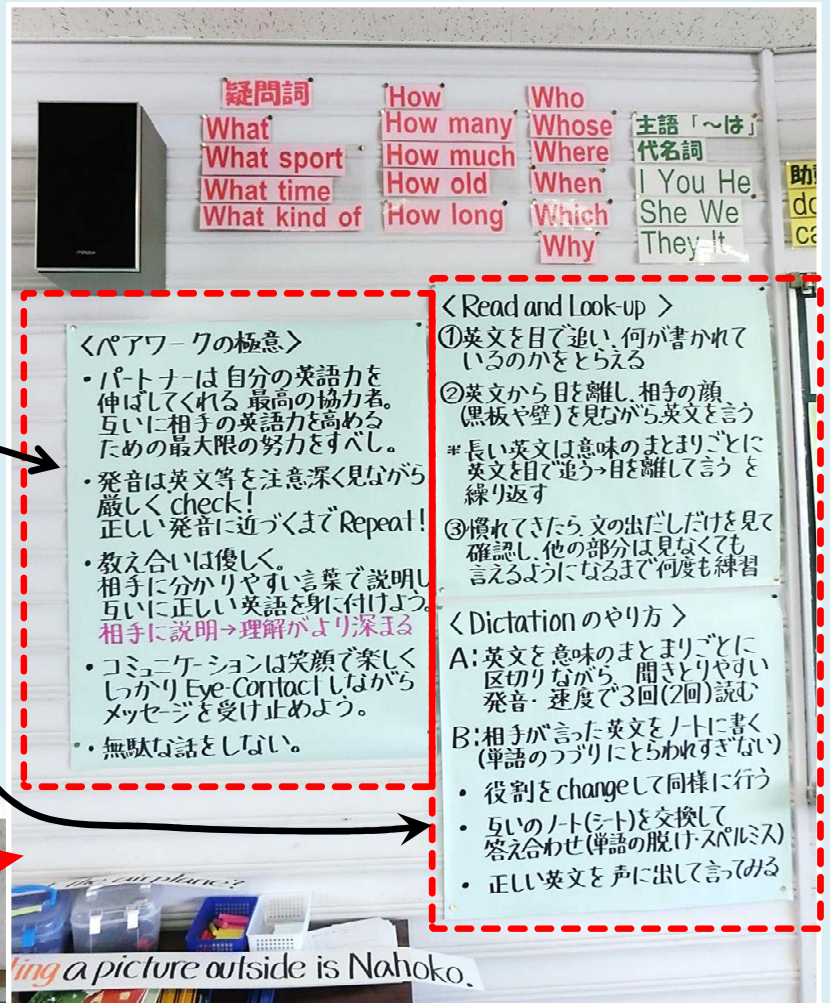 疑問詞
What
What sport
What time
What kind of
How
How many
How much
How old
How long
Who
Whose
Where
When
Which
Why
主語「～は」
代名詞
I You He
She We
They It
助
do
ca
＜ペアワークの極意＞
・パートナーは自分の英語力を
伸ばしてくれる最高の協力者。
互いに相手の英語力を高める
ための最大限の努力をすべし。
・発音は英文等を注意深く見ながら
厳しくcheck!
正しい発音に近づくまでRepeat!
・教え合いは優しく。
相手に分かりやすい言葉で説明し
互いに正しい英語を身に付けよう。
相手に説明→理解がより深まる
・コミュニケーションは笑顔で楽しく
しっかりEye-Contactしながら
メッセージを受け止めよう。
・無駄な話をしない。
＜Read and Look-up＞
①英文を目で追い、何が書かれて
いるのかをとらえる
②英文から目を離し、相手の顔
(黒板や壁)を見ながら英文を言う
*長い英文は意味のまとまりごとに
英文を目で追う→目を離して言う を
繰り返す
③慣れてきたら、文の出だしだけを見て
確認し、他の部分は見なくても
言えるようになるまで何度も練習
＜Dictationのやり方＞
A:英文を意味のまとまりごとに
区切りながら、聞きとりやすい
発音・速度で3回(2回)読む
B:相手が言った英文をノートに書く
(単語のつづりにとらわれすぎない)
・役割をchangeして同様に行う
・互いのノート(シート)を交換して
答え合わせ(単語の脱け・スペルミス)
・正しい英文を声に出して言ってみる
the airplane?
ting a picture outside is Nahoko.